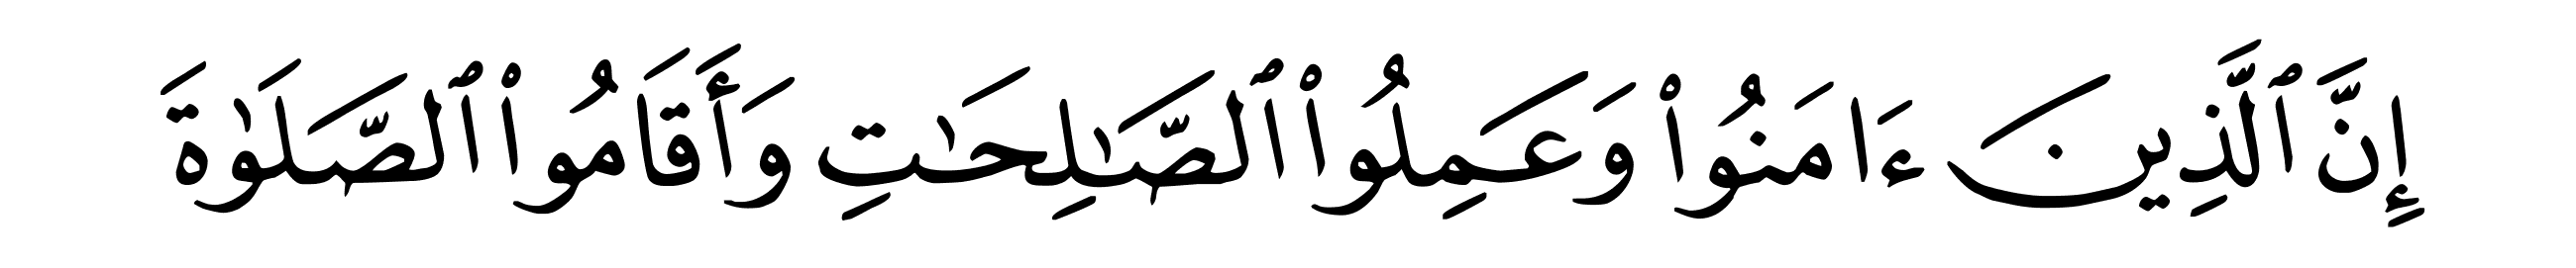 إِنَّ ٱلَّذِينَ ءَامَنُوا۟ وَعَمِلُوا۟ ٱلصَّـٰلِحَـٰتِ وَأَقَامُوا۟ ٱلصَّلَوٰةَ